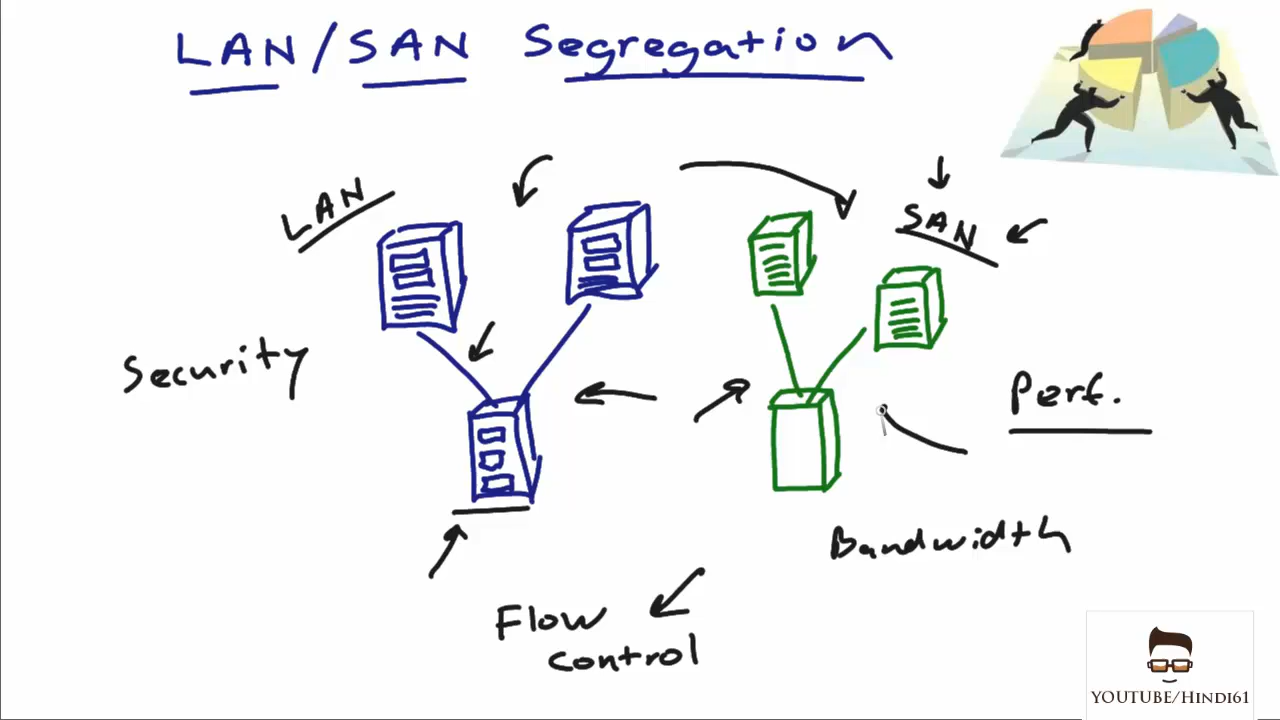 LAN/SAN Segregation
LAN
SAN
Security
Perf.
Bandwidth
Flow
control
YOUTUBE/HINDI61